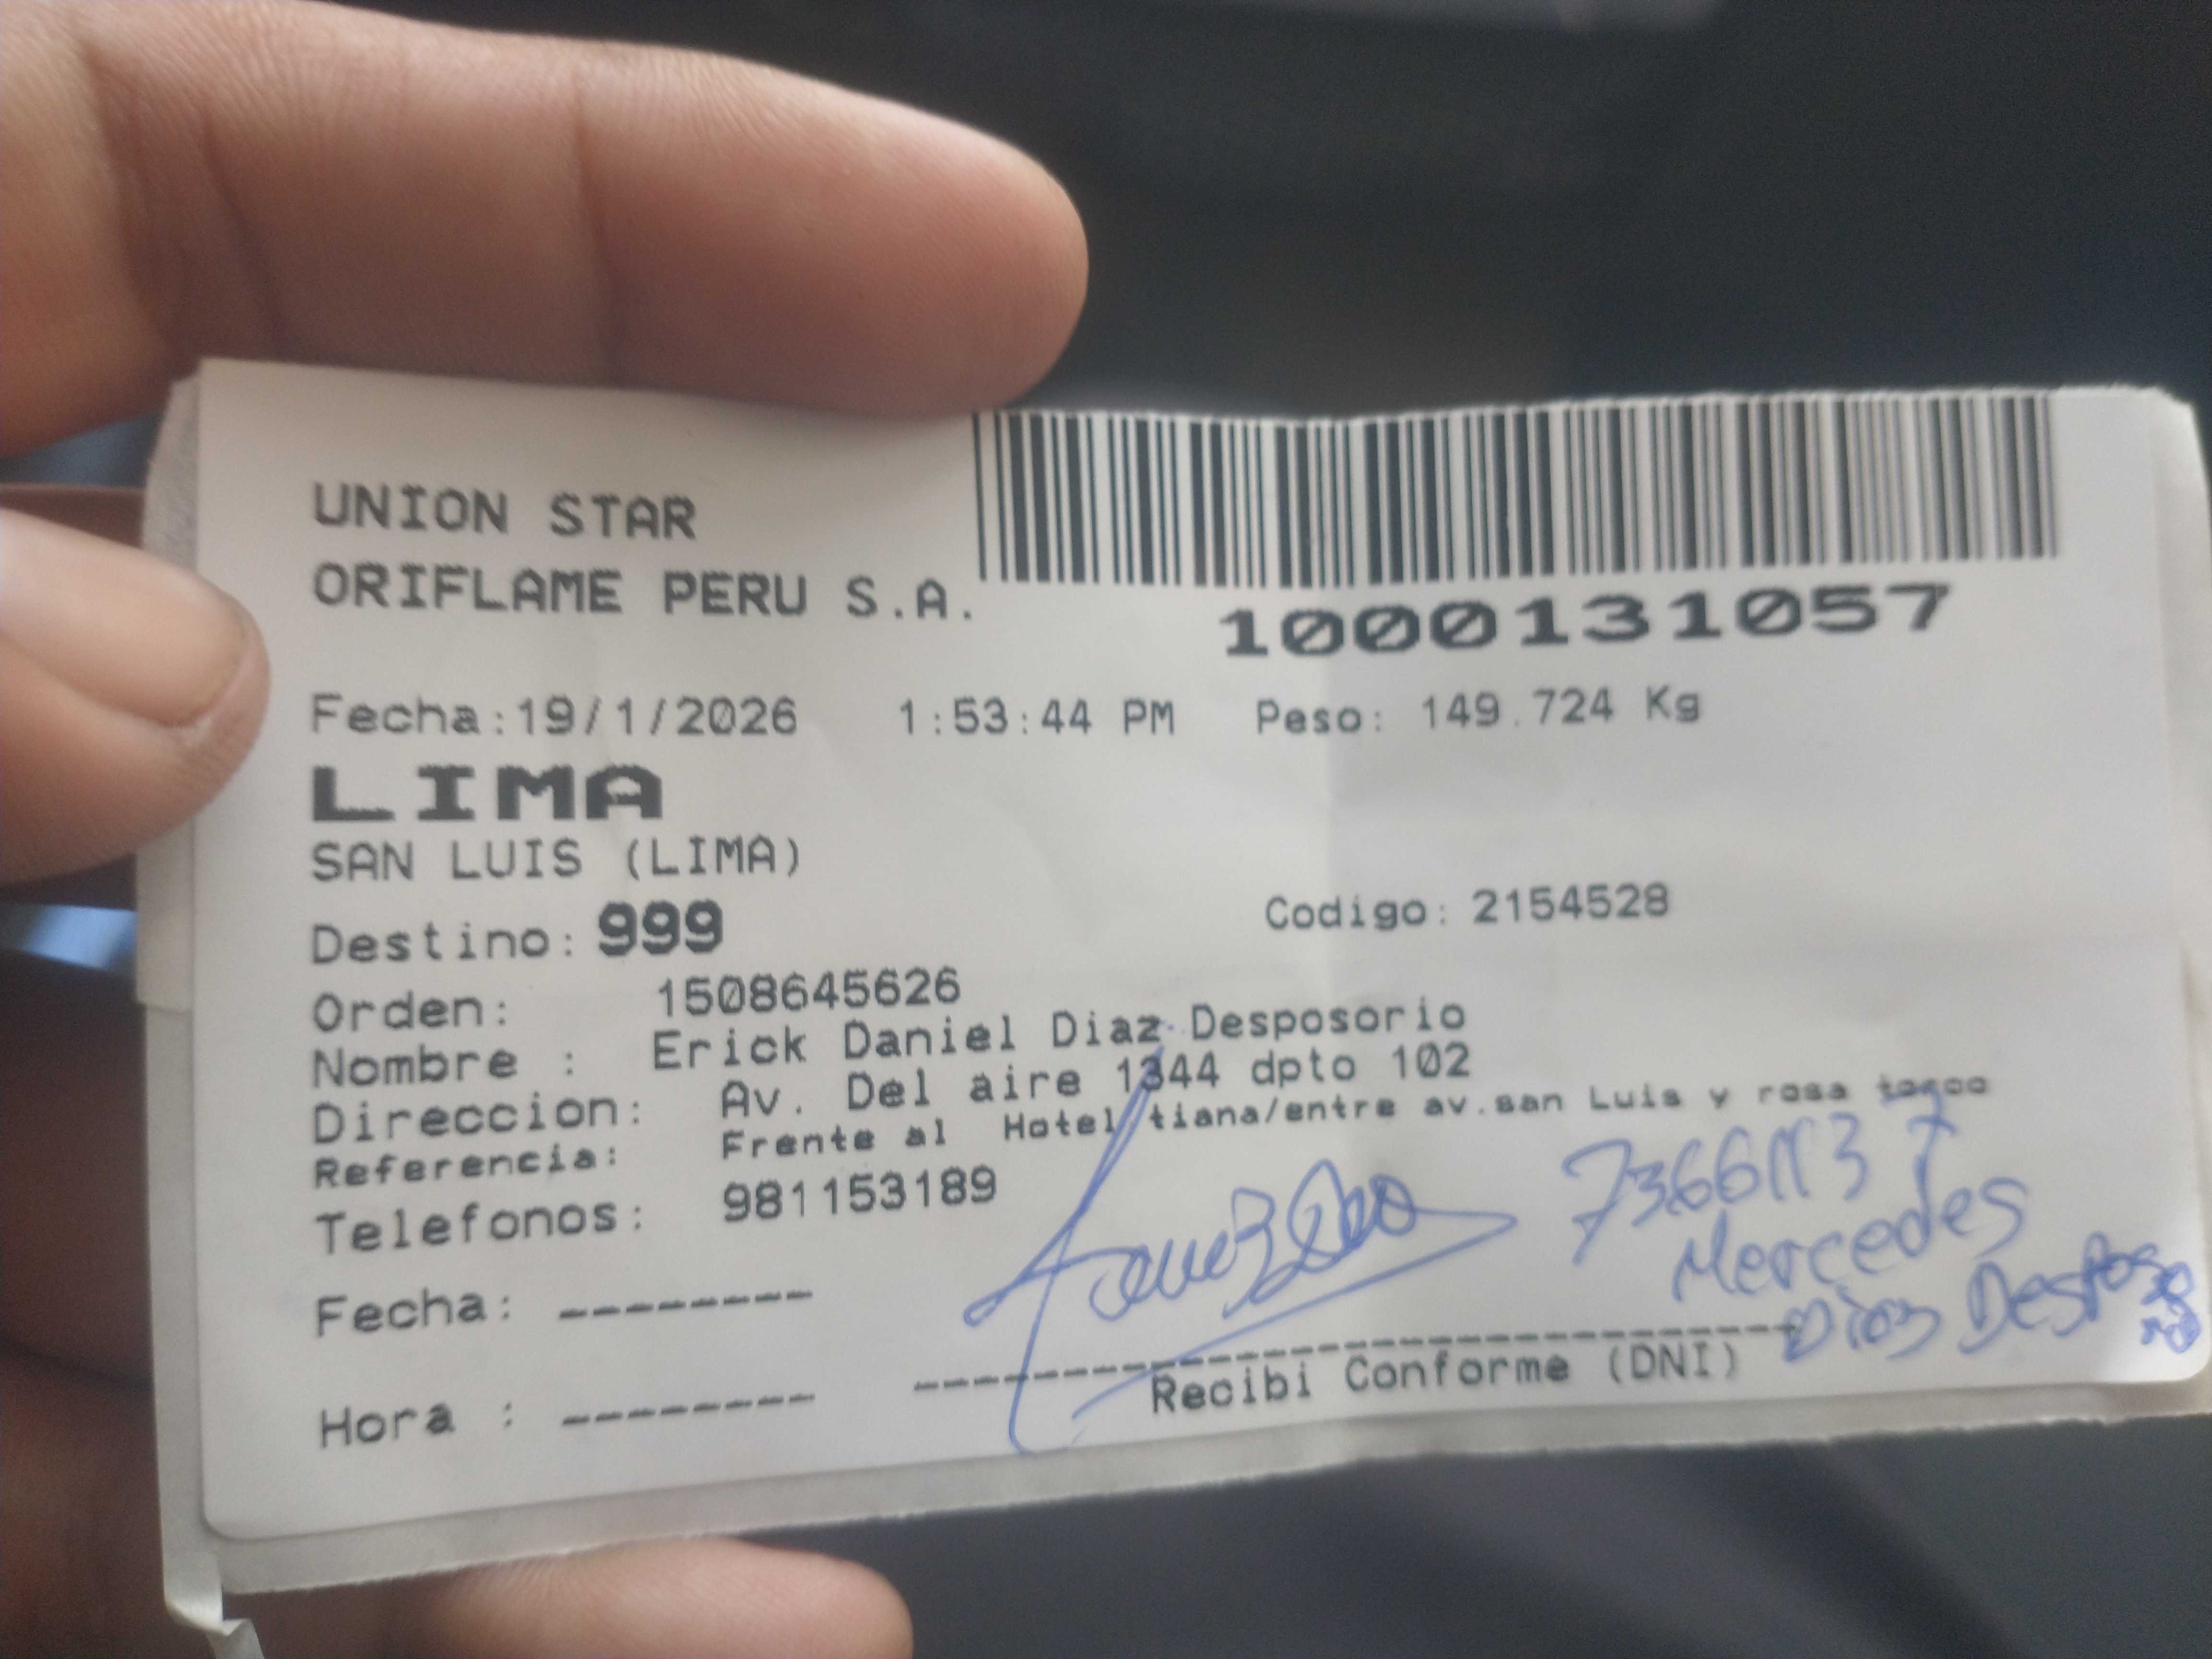 UNION STAR
ORIFLAME PERU S.A.
1000131057
Fecha:19/1/2026 1:53:44 PM Peso: 149.724 Kg
LIMA
SAN LUIS (LIMA)
Destino: 999 Codigo: 2154528
Orden: 1508645626
Nombre : Erick Daniel Diaz Desposorio
Direccion: Av. Del aire 1344 dpto 102
Referencia: Frente al Hotel tiana/entre av.san Luis y rosa
Telefonos: 981153189
Mercedes
Fecha: --------
Hora : --------
Recibi Conforme (DNI)